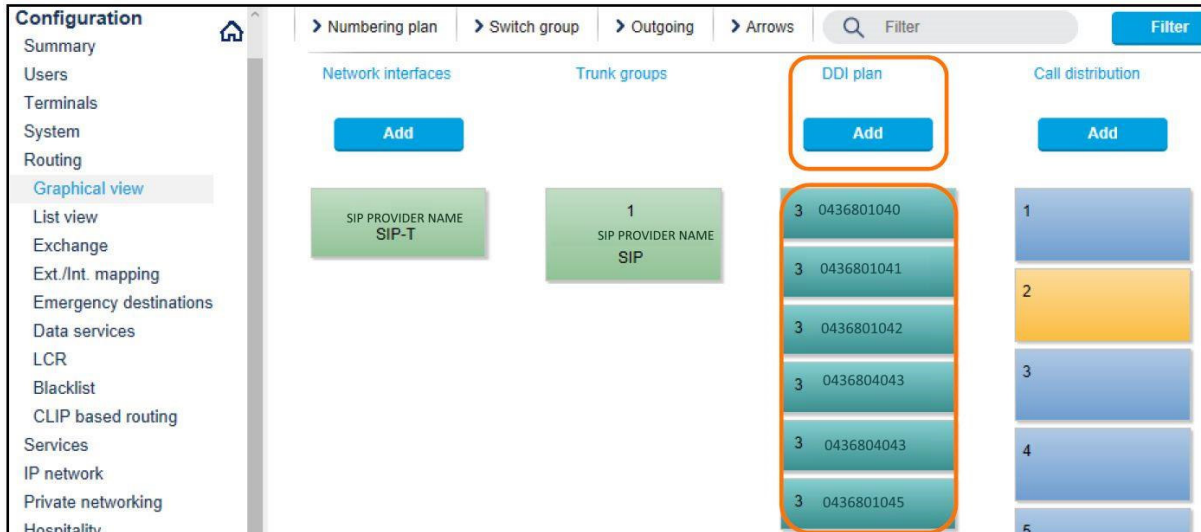 Configuration
Summary
Users
Terminals
System
Routing
Graphical view
List view
Exchange
Ext./Int. mapping
Emergency destinations
Data services
LCR
Blacklist
CLIP based routing
Services
IP network
Private networking
Hospitality
> Numbering plan > Switch group > Outgoing > Arrows Filter Filter
Network interfaces Trunk groups DDI plan Call distribution
Add Add Add
SIP PROVIDER NAME
SIP-T
1
SIP PROVIDER NAME
SIP
3 0436801040
3 0436801041
3 0436801042
3 0436804043
3 0436804043
3 0436801045
1
2
3
4
5